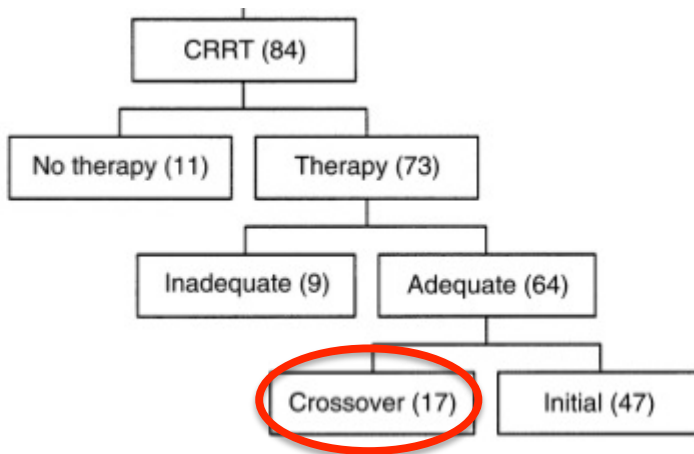 CRRT (84)
No therapy (11)
Therapy (73)
Inadequate (9)
Adequate (64)
Crossover (17)
Initial (47)